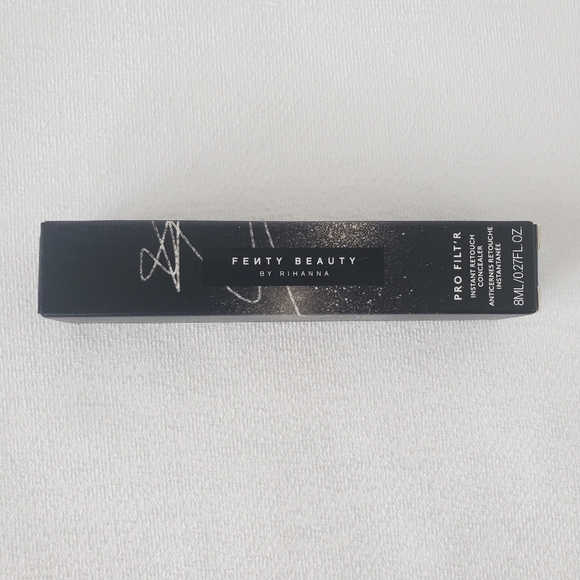 FENTY BEAUTY
BY RIHANNA
PRO FILT'R
INSTANT RETOUCH
CONCEALER
ANTICERNES RETOUCHE
INSTANTANÉE
8ML/0.27FL.OZ.